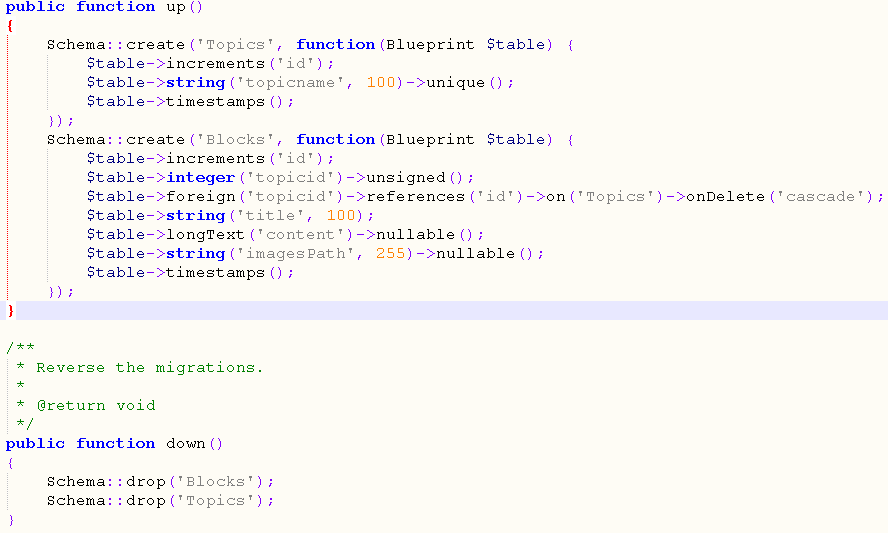 public function up()
{
    Schema::create('Topics', function(Blueprint $table) {
        $table->increments('id');
        $table->string('topicname', 100)->unique();
        $table->timestamps();
    });
    Schema::create('Blocks', function(Blueprint $table) {
        $table->increments('id');
        $table->integer('topicid')->unsigned();
        $table->foreign('topicid')->references('id')->on('Topics')->onDelete('cascade');
        $table->string('title', 100);
        $table->longText('content')->nullable();
        $table->string('imagesPath', 255)->nullable();
        $table->timestamps();
    });
}
/**
 * Reverse the migrations.
 *
 * @return void
 */
public function down()
{
    Schema::drop('Blocks');
    Schema::drop('Topics');
}